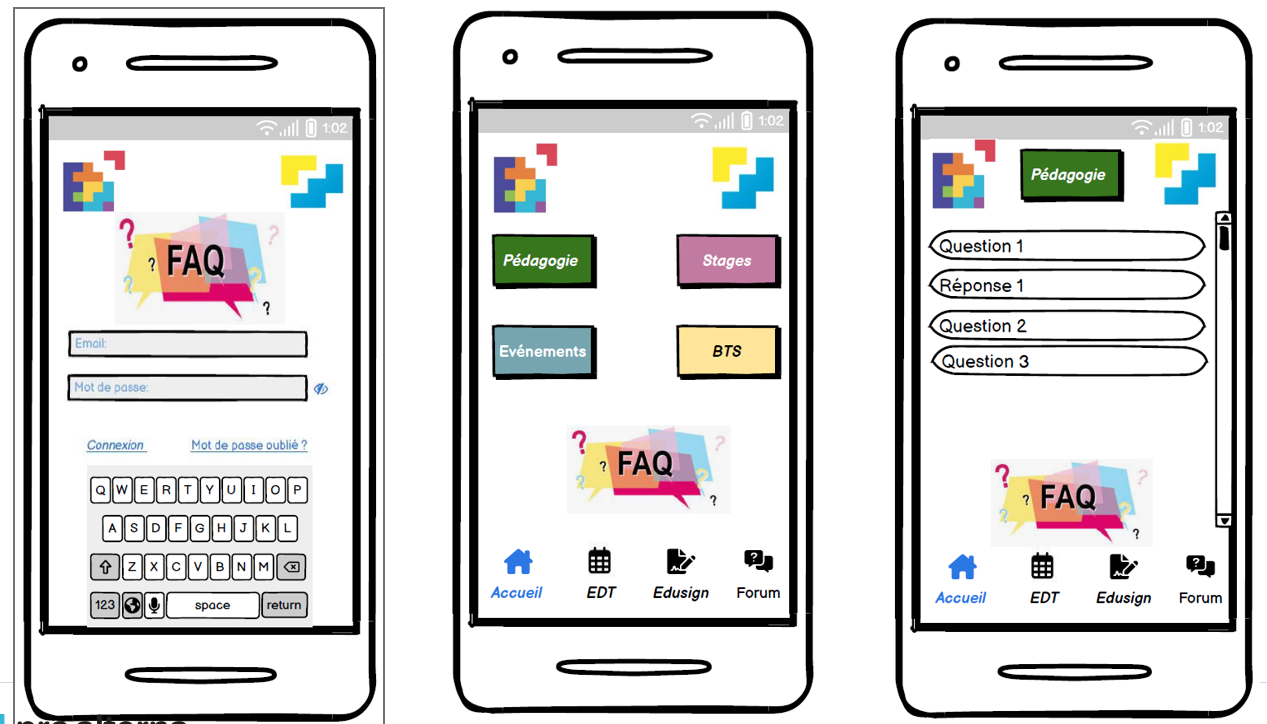 1:02
FAQ
Email:
Mot de passe:
Connexion Mot de passe oublié ?
Q W E R T Y U I O P
A S D F G H J K L
Z X C V B N M
123 space return
1:02
Pédagogie Stages
Evénements BTS
FAQ
Accueil EDT Edusign Forum
1:02
Pédagogie
Question 1
Réponse 1
Question 2
Question 3
FAQ
Accueil EDT Edusign Forum